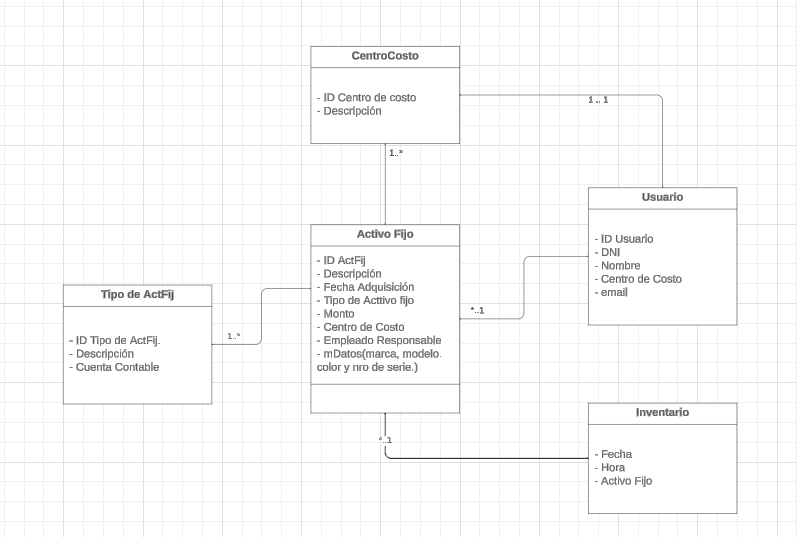 CentroCosto
- ID Centro de costo
- Descripción
1 .. 1
1..*
Usuario
- ID Usuario
- DNI
- Nombre
- Centro de Costo
- email
Activo Fijo
- ID ActFij
- Descripción
- Fecha Adquisición
- Tipo de Acttivo fijo
- Monto
- Centro de Costo
- Empleado Responsable
- mDatos(marca, modelo.
color y nro de serie.)
*..1
Tipo de ActFij
- ID Tipo de ActFij.
- Descripción
- Cuenta Contable
1..*
*..1
Inventario
- Fecha
- Hora
- Activo Fijo